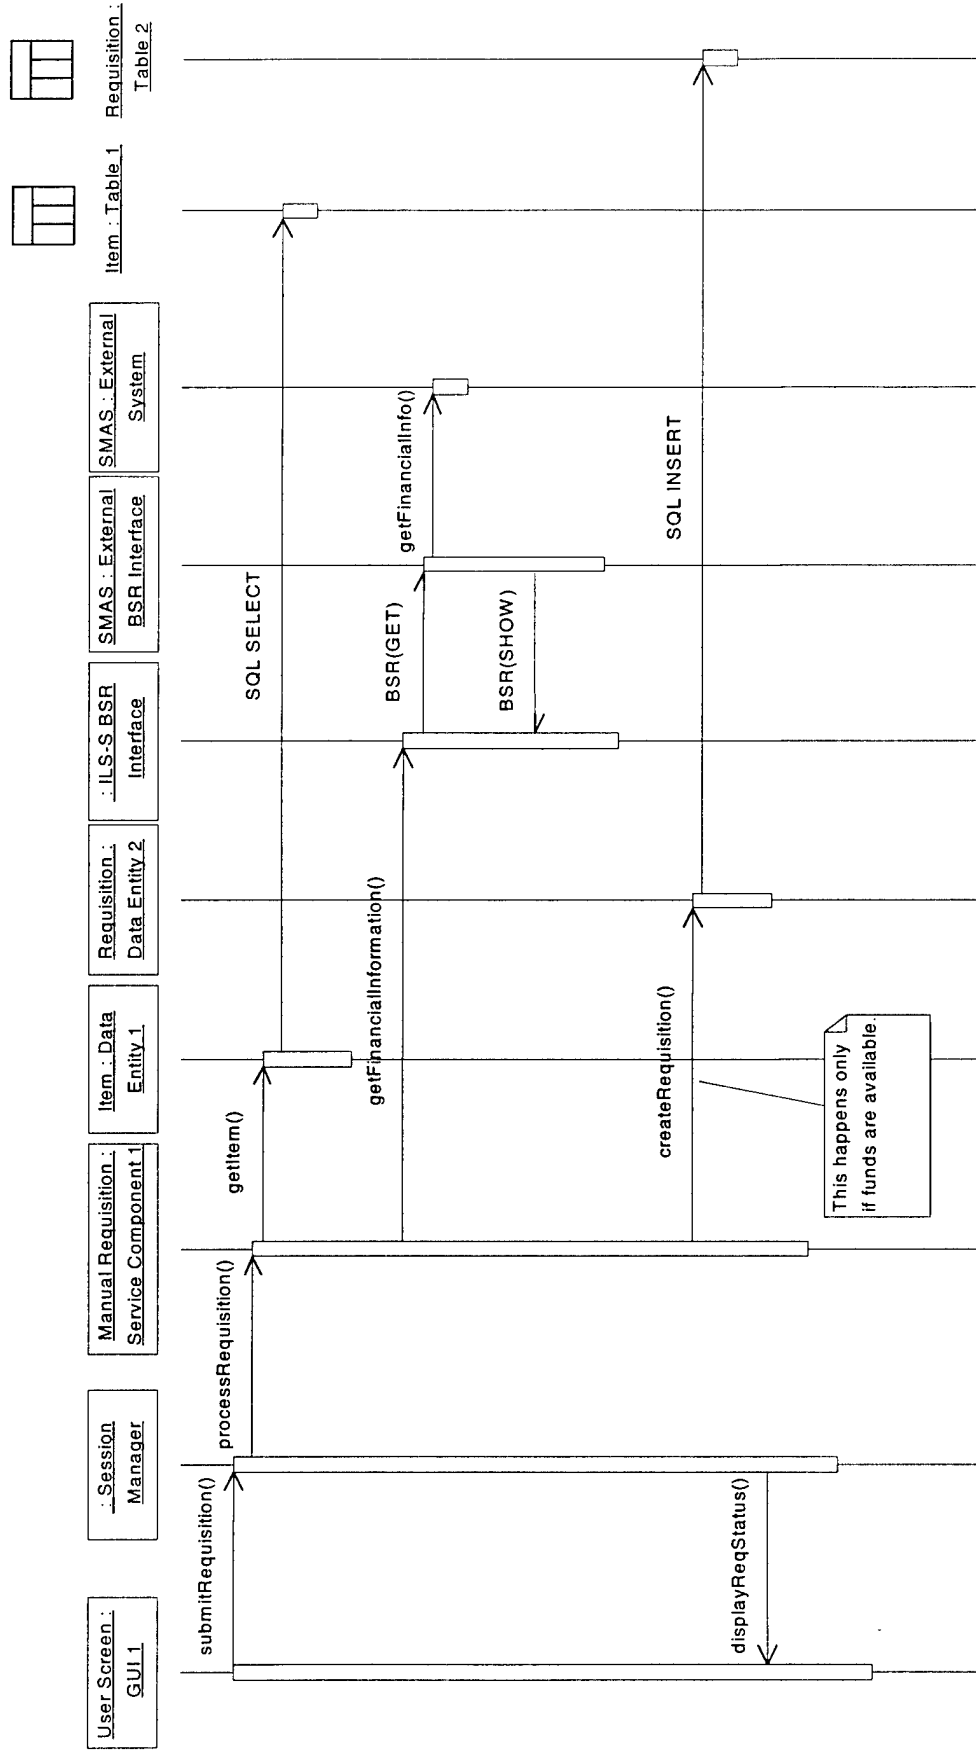 User Screen :
GUI 1
: Session
Manager
Manual Requisition :
Service Component 1
Item : Data
Entity 1
Requisition :
Data Entity 2
: ILS-S BSR
Interface
SMAS : External
BSR Interface
SMAS : External
System
Item : Table 1
Requisition :
Table 2
submitRequisition()
processRequisition()
getItem()
SQL SELECT
getFinancialInformation()
BSR(GET)
getFinancialInfo()
BSR(SHOW)
createRequisition()
SQL INSERT
displayReqStatus()
This happens only
if funds are available.